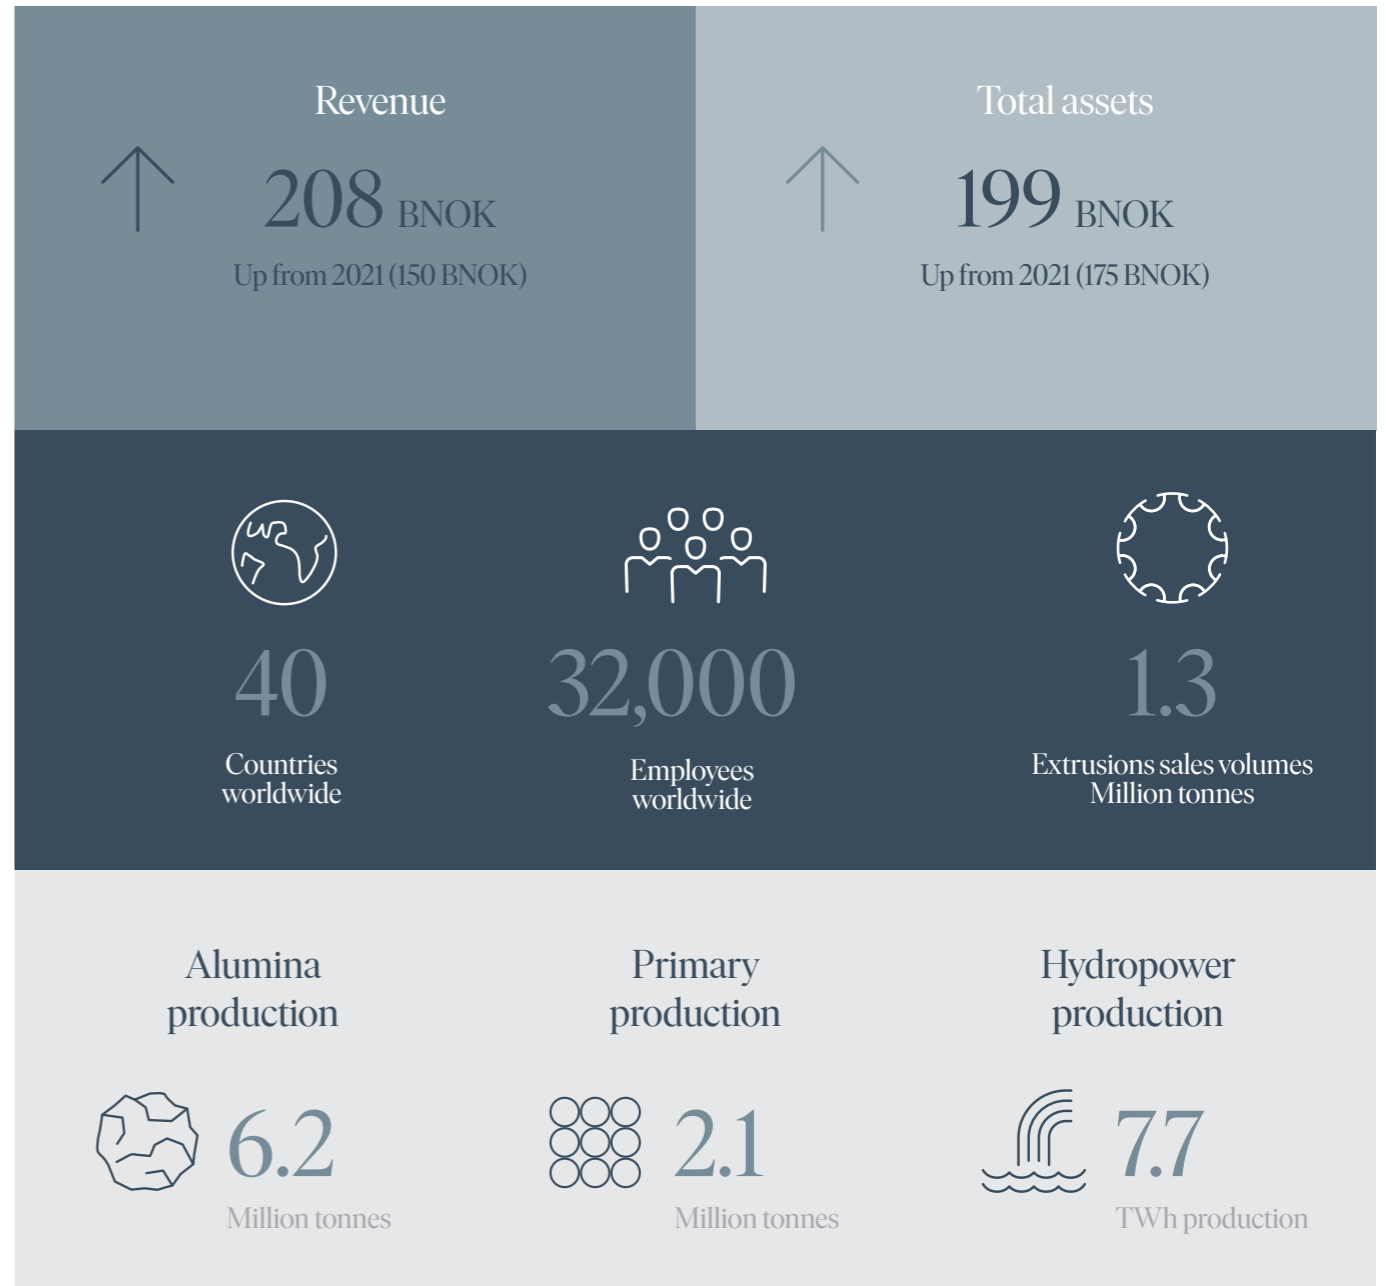 Revenue
208 BNOK
Up from 2021 (150 BNOK)
Total assets
199 BNOK
Up from 2021 (175 BNOK)
40
Countries
worldwide
32,000
Employees
worldwide
1.3
Extrusions sales volumes
Million tonnes
Alumina
production
6.2
Million tonnes
Primary
production
2.1
Million tonnes
Hydropower
production
7.7
TWh production